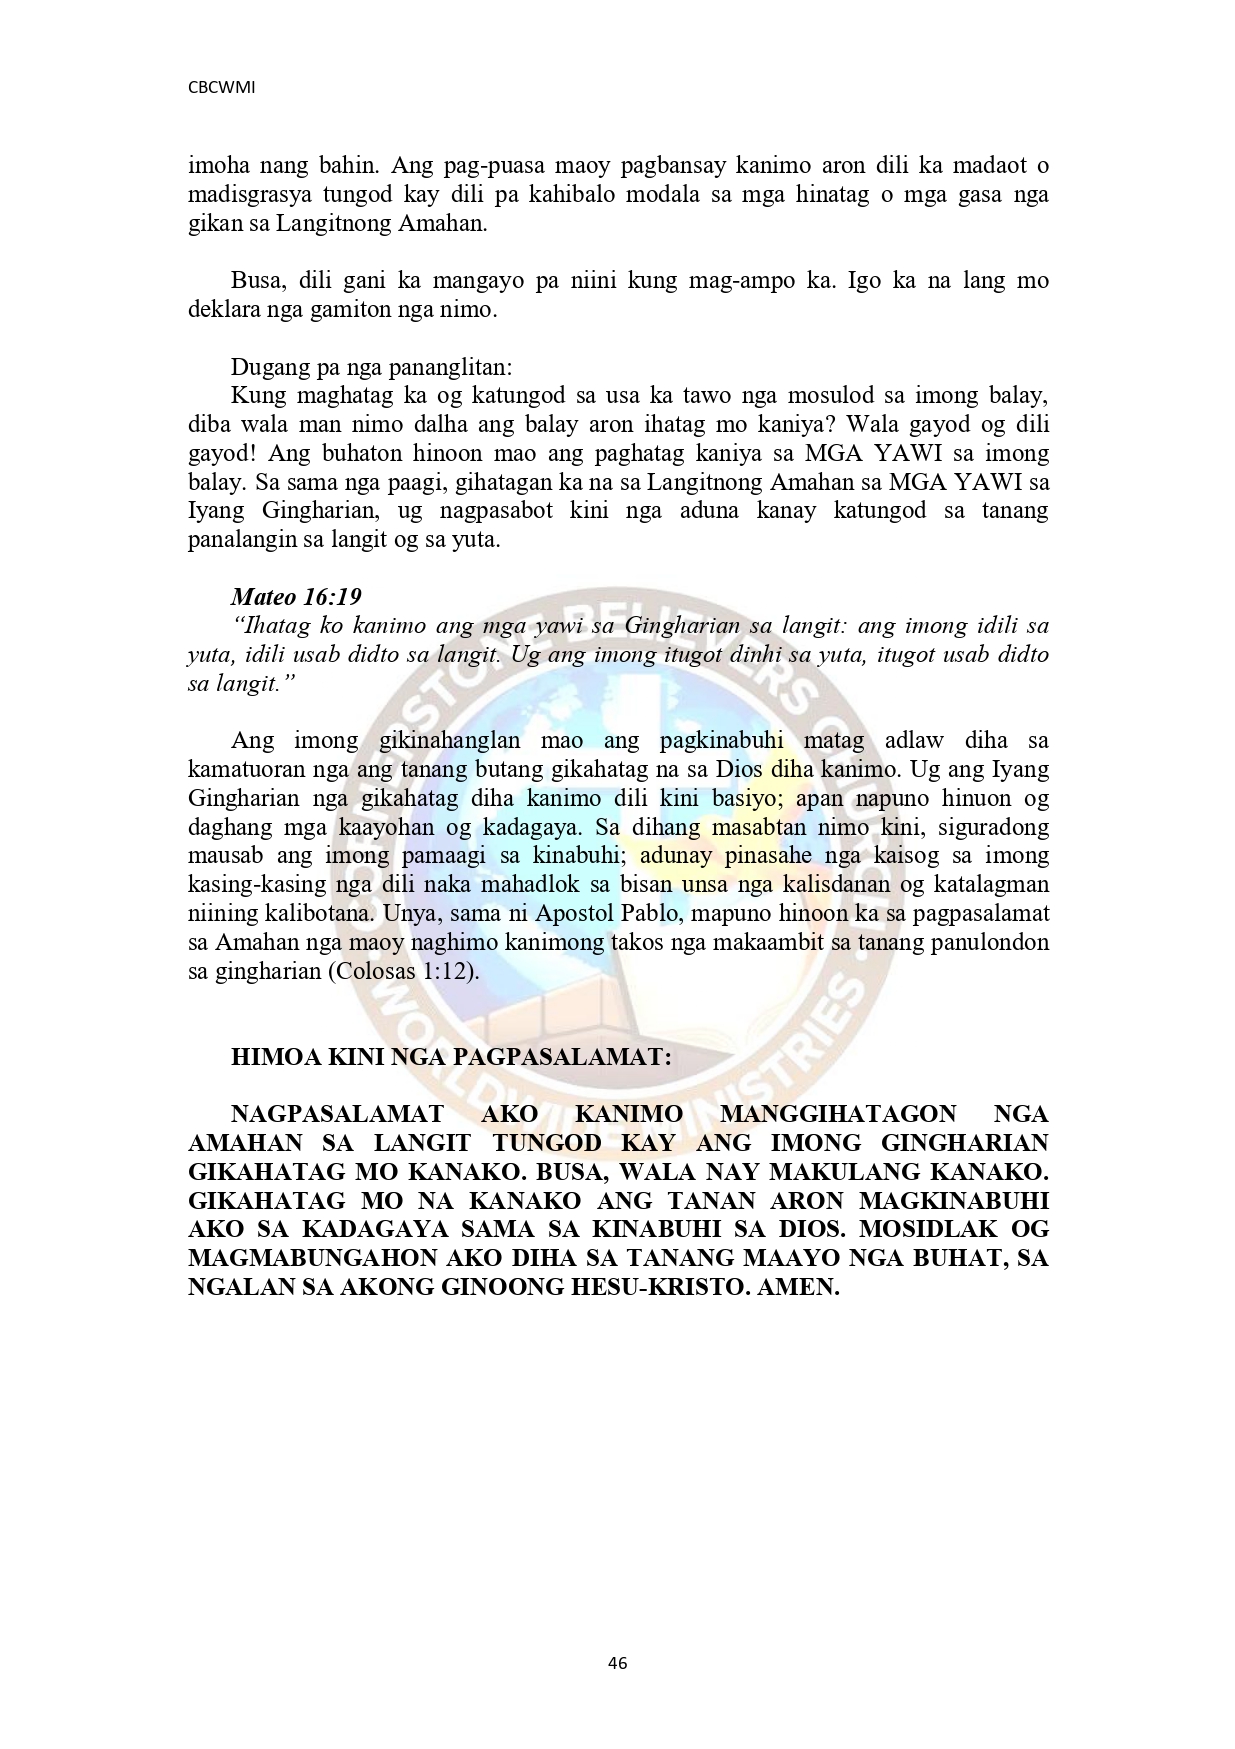 CBCWMI
imoha nang bahin. Ang pag-puasa maoy pagbansay kanimo aron dili ka madaot o
madisgrasya tungod kay dili pa kahibalo modala sa mga hinatag o mga gasa nga
gikan sa Langitnong Amahan.
Busa, dili gani ka mangayo pa niini kung mag-ampo ka. Igo ka na lang mo
deklara nga gamiton nga nimo.
Dugang pa nga pananglitan:
Kung maghatag ka og katungod sa usa ka tawo nga mosulod sa imong balay,
diba wala man nimo dalha ang balay aron ihatag mo kaniya? Wala gayod og dili
gayod! Ang buhaton hinoon mao ang paghatag kaniya sa MGA YAWI sa imong
balay. Sa sama nga paagi, gihatagan ka na sa Langitnong Amahan sa MGA YAWI sa
Iyang Gingharian, ug nagpasabot kini nga aduna kanay katungod sa tanang
panalangin sa langit og sa yuta.
Mateo 16:19
“Ihatag ko kanimo ang mga yawi sa Gingharian sa langit: ang imong idili sa
yuta, idili usab didto sa langit. Ug ang imong itugot dinhi sa yuta, itugot usab didto
sa langit.”
Ang imong gikinahanglan mao ang pagkinabuhi matag adlaw diha sa
kamatuoran nga ang tanang butang gikahatag na sa Dios diha kanimo. Ug ang Iyang
Gingharian nga gikahatag diha kanimo dili kini basiyo; apan napuno hinuon og
daghang mga kaayohan og kadagaya. Sa dihang masabtan nimo kini, siguradong
mausab ang imong pamaagi sa kinabuhi; adunay pinasahe nga kaisog sa imong
kasing-kasing nga dili naka mahadlok sa bisan unsa nga kalisdanan og katalagman
niining kalibotana. Unya, sama ni Apostol Pablo, mapuno hinoon ka sa pagpasalamat
sa Amahan nga maoy naghimo kanimong takos nga makaambit sa tanang panulondon
sa gingharian (Colosas 1:12).
HIMOA KINI NGA PAGPASALAMAT:
NAGPASALAMAT AKO KANIMO MANGGIHATAGON NGA
AMAHAN SA LANGIT TUNGOD KAY ANG IMONG GINGHARIAN
GIKAHATAG MO KANAKO. BUSA, WALA NAY MAKULANG KANAKO.
GIKAHATAG MO NA KANAKO ANG TANAN ARON MAGKINABUHI
AKO SA KADAGAYA SAMA SA KINABUHI SA DIOS. MOSIDLAK OG
MAGMABUNGAHON AKO DIHA SA TANANG MAAYO NGA BUHAT, SA
NGALAN SA AKONG GINOONG HESU-KRISTO. AMEN.
CORNERSTONE BELIEVERS CHURCH
WORLDWIDE MINISTRIES
46